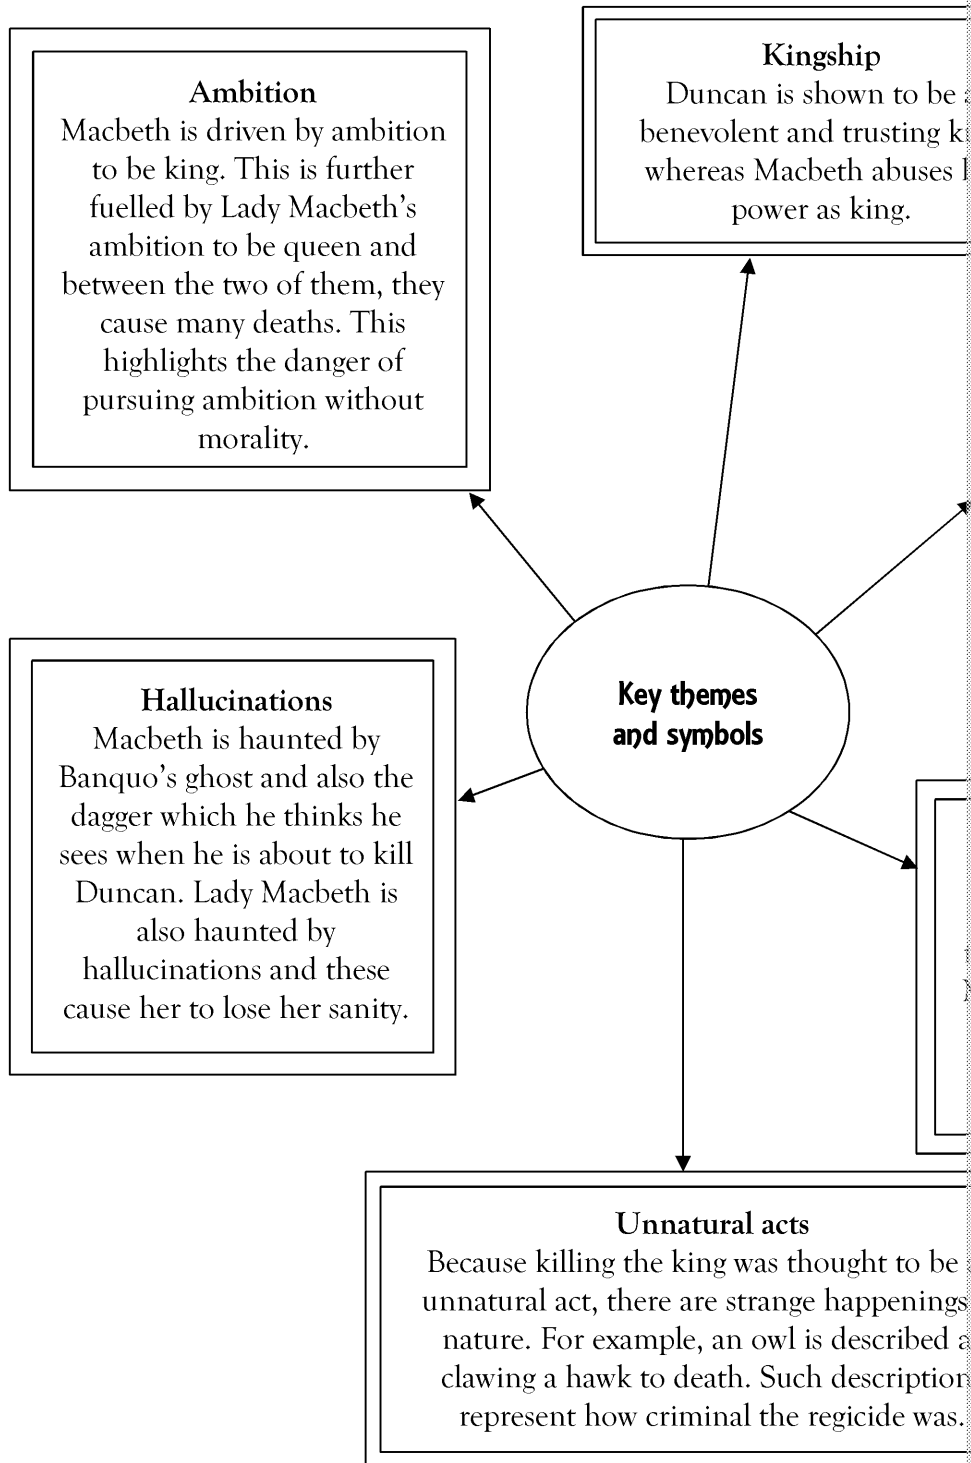 Ambition
Macbeth is driven by ambition
to be king. This is further
fuelled by Lady Macbeth's
ambition to be queen and
between the two of them, they
cause many deaths. This
highlights the danger of
pursuing ambition without
morality.
Kingship
Duncan is shown to be
benevolent and trusting
whereas Macbeth abuses
power as king.
Key themes
and symbols
Hallucinations
Macbeth is haunted by
Banquo's ghost and also the
dagger which he thinks he
sees when he is about to kill
Duncan. Lady Macbeth is
also haunted by
hallucinations and these
cause her to lose her sanity.
Unnatural acts
Because killing the king was thought to be
unnatural act, there are strange happenings
nature. For example, an owl is described
clawing a hawk to death. Such description
represent how criminal the regicide was.